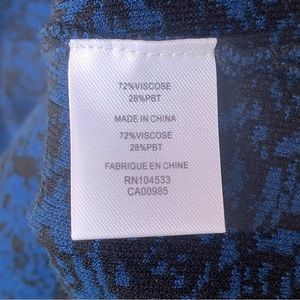 72%VISCOSE
28%PBT
MADE IN CHINA
72%VISCOSE
28%PBT
FABRIQUE EN CHINE
RN104533
CA00985